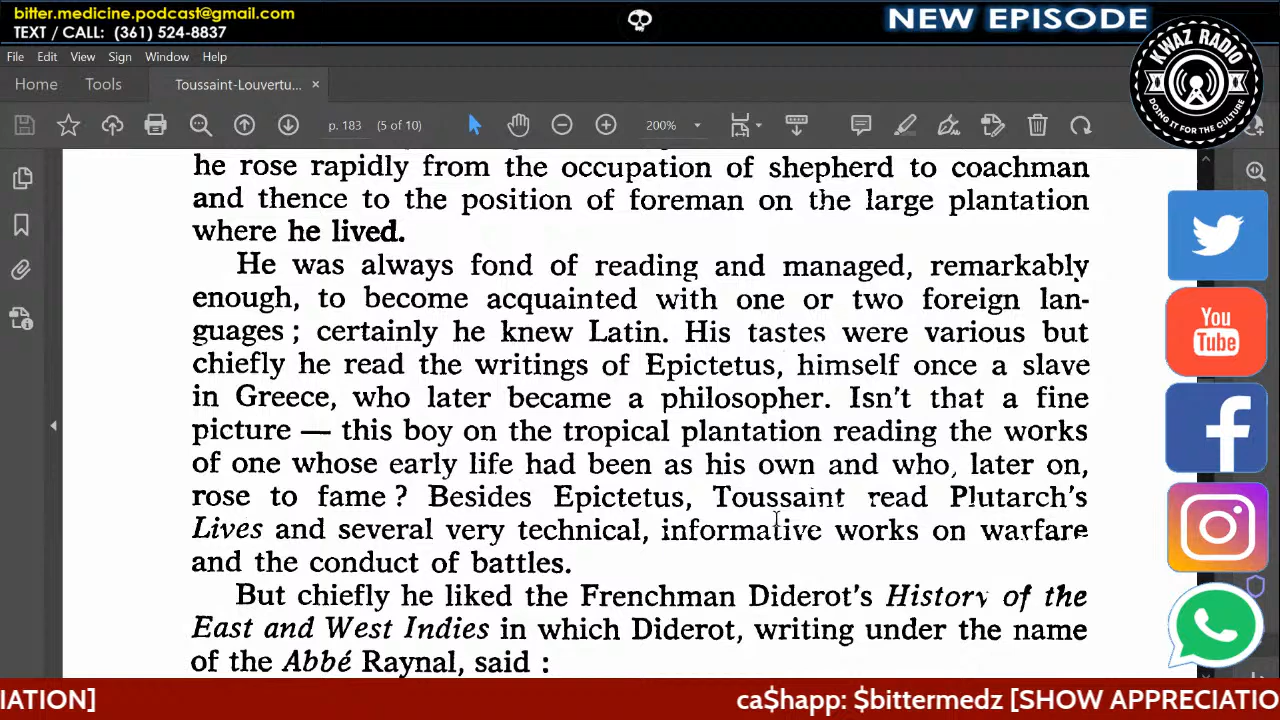 bitter.medicine.podcast@gmail.com
TEXT / CALL: (361) 524-8837
NEW EPISODE
KWAZ RADIO
DOING IT FOR THE CULTURE
File Edit View Sign Window Help
Home Tools Toussaint-Louvertu... ×
p. 183 (5 of 10) 200%
he rose rapidly from the occupation of shepherd to coachman
and thence to the position of foreman on the large plantation
where he lived.
He was always fond of reading and managed, remarkably
enough, to become acquainted with one or two foreign lan-
guages ; certainly he knew Latin. His tastes were various but
chiefly he read the writings of Epictetus, himself once a slave
in Greece, who later became a philosopher. Isn't that a fine
picture — this boy on the tropical plantation reading the works
of one whose early life had been as his own and who, later on,
rose to fame ? Besides Epictetus, Toussaint read Plutarch's
Lives and several very technical, informative works on warfare
and the conduct of battles.
But chiefly he liked the Frenchman Diderot's History of the
East and West Indies in which Diderot, writing under the name
of the Abbé Raynal, said :
You
Tube
IATION] ca$happ: $bittermedz [SHOW APPRECIATIO